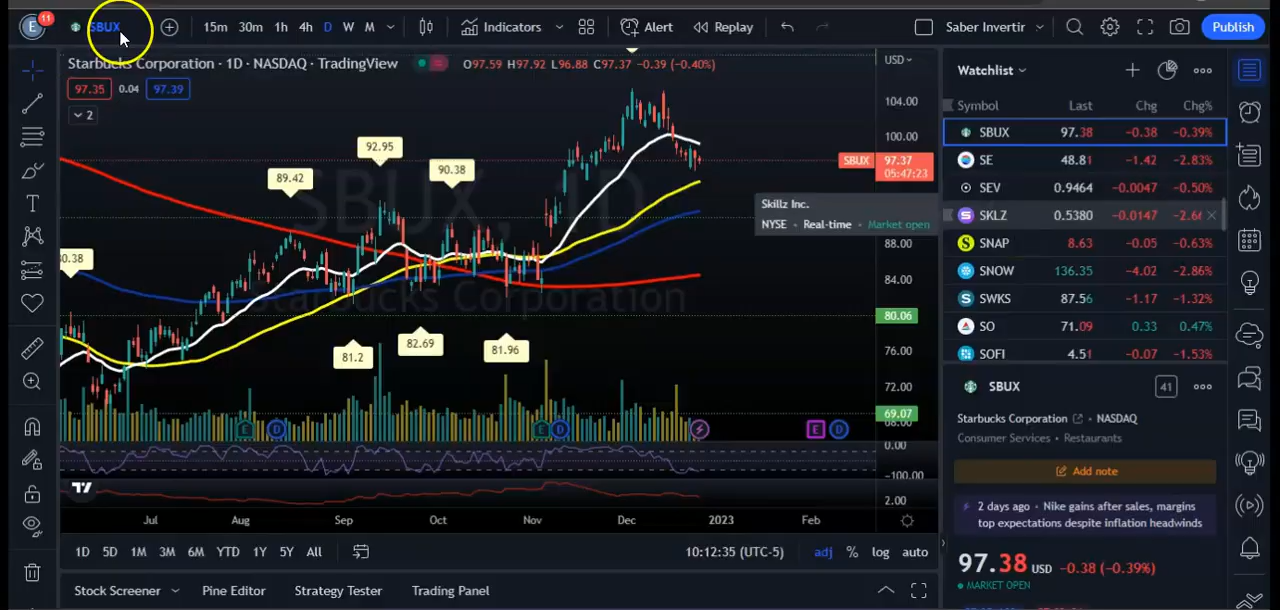 E 11 SBUX 15m 30m 1h 4h D W M Indicators Alert Replay Saber Invertir Publish
Starbucks Corporation · 1D · NASDAQ · TradingView O97.59 H97.92 L96.88 C97.37 −0.39 (−0.40%) USD
97.35 0.04 97.39
2
104.00
100.00
SBUX 97.37
05:47:23
88.00
84.00
80.06
76.00
72.00
69.07
68.00
0.00
-100.00
2.00
SBUX, 1D
Starbucks Corporation
92.95
89.42
90.38
81.2
82.69
81.96
E D E D E D
Skillz Inc.
NYSE • Real-time • Market open
Jul Aug Sep Oct Nov Dec 2023 Feb
1D 5D 1M 3M 6M YTD 1Y 5Y All 10:12:35 (UTC-5) adj % log auto
Stock Screener Pine Editor Strategy Tester Trading Panel
Watchlist
Symbol Last Chg Chg%
SBUX 97.38 −0.38 −0.39%
SE 48.81 −1.42 −2.83%
SEV 0.9464 −0.0047 −0.50%
SKLZ 0.5380 −0.0147
SNAP 8.63 −0.05 −0.63%
SNOW 136.35 −4.02 −2.86%
SWKS 87.56 −1.17 −1.32%
SO 71.09 0.33 0.47%
SOFI 4.51 −0.07 −1.53%
SBUX 41
Starbucks Corporation • NASDAQ
Consumer Services • Restaurants
Add note
2 days ago • Nike gains after sales, margins
top expectations despite inflation headwinds
97.38 USD −0.38 (−0.39%)
MARKET OPEN